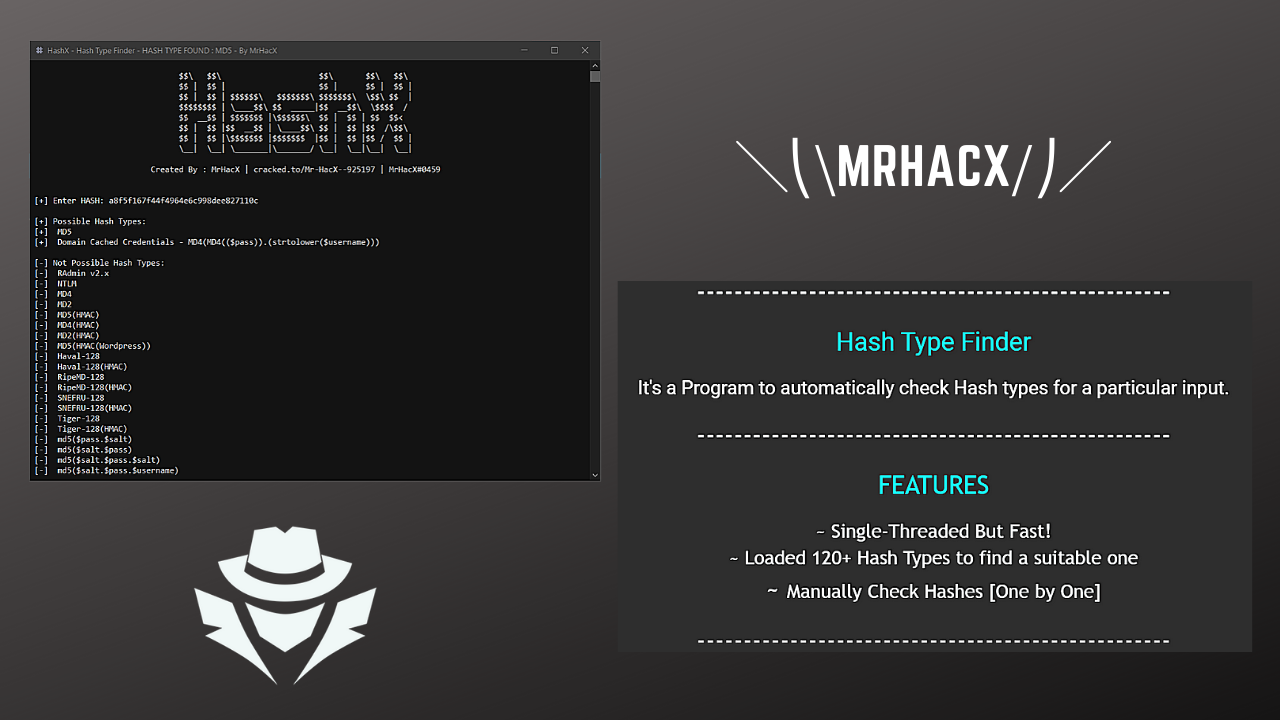 HashX - Hash Type Finder - HASH TYPE FOUND : MD5 - By MrHacX
HashX
Created By : MrHacX | cracked.to/Mr-HacX--925197 | MrHacX#0459
[+] Enter HASH: a8f5f167f44f4964e6c998dee827110c
[+] Possible Hash Types:
[+]  MD5
[+]  Domain Cached Credentials - MD4(MD4(($pass)).(strtolower($username)))
[-] Not Possible Hash Types:
[-]  RAdmin v2.x
[-]  NTLM
[-]  MD4
[-]  MD2
[-]  MD5(HMAC)
[-]  MD4(HMAC)
[-]  MD2(HMAC)
[-]  MD5(HMAC(Wordpress))
[-]  Haval-128
[-]  Haval-128(HMAC)
[-]  RipeMD-128
[-]  RipeMD-128(HMAC)
[-]  SNEFRU-128
[-]  SNEFRU-128(HMAC)
[-]  Tiger-128
[-]  Tiger-128(HMAC)
[-]  md5($pass.$salt)
[-]  md5($salt.$pass)
[-]  md5($salt.$pass.$salt)
[-]  md5($salt.$pass.$username)
\(\MRHACX/)/
Hash Type Finder
It's a Program to automatically check Hash types for a particular input.
FEATURES
~ Single-Threaded But Fast!
~ Loaded 120+ Hash Types to find a suitable one
~ Manually Check Hashes [One by One]